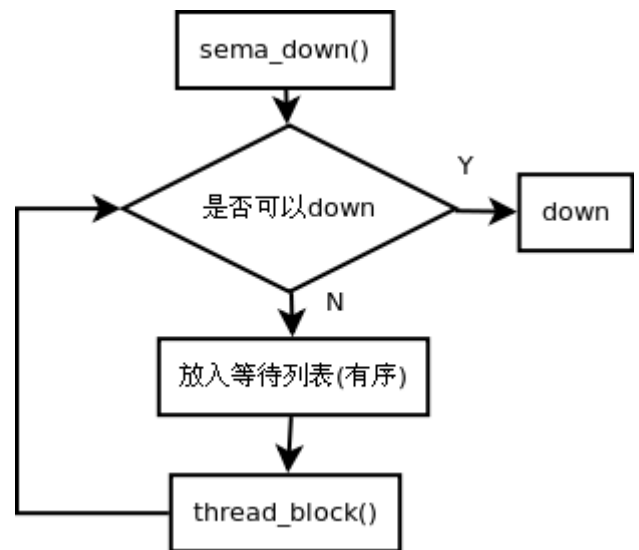 sema_down()
是否可以down
Y
down
N
放入等待列表(有序)
thread_block()